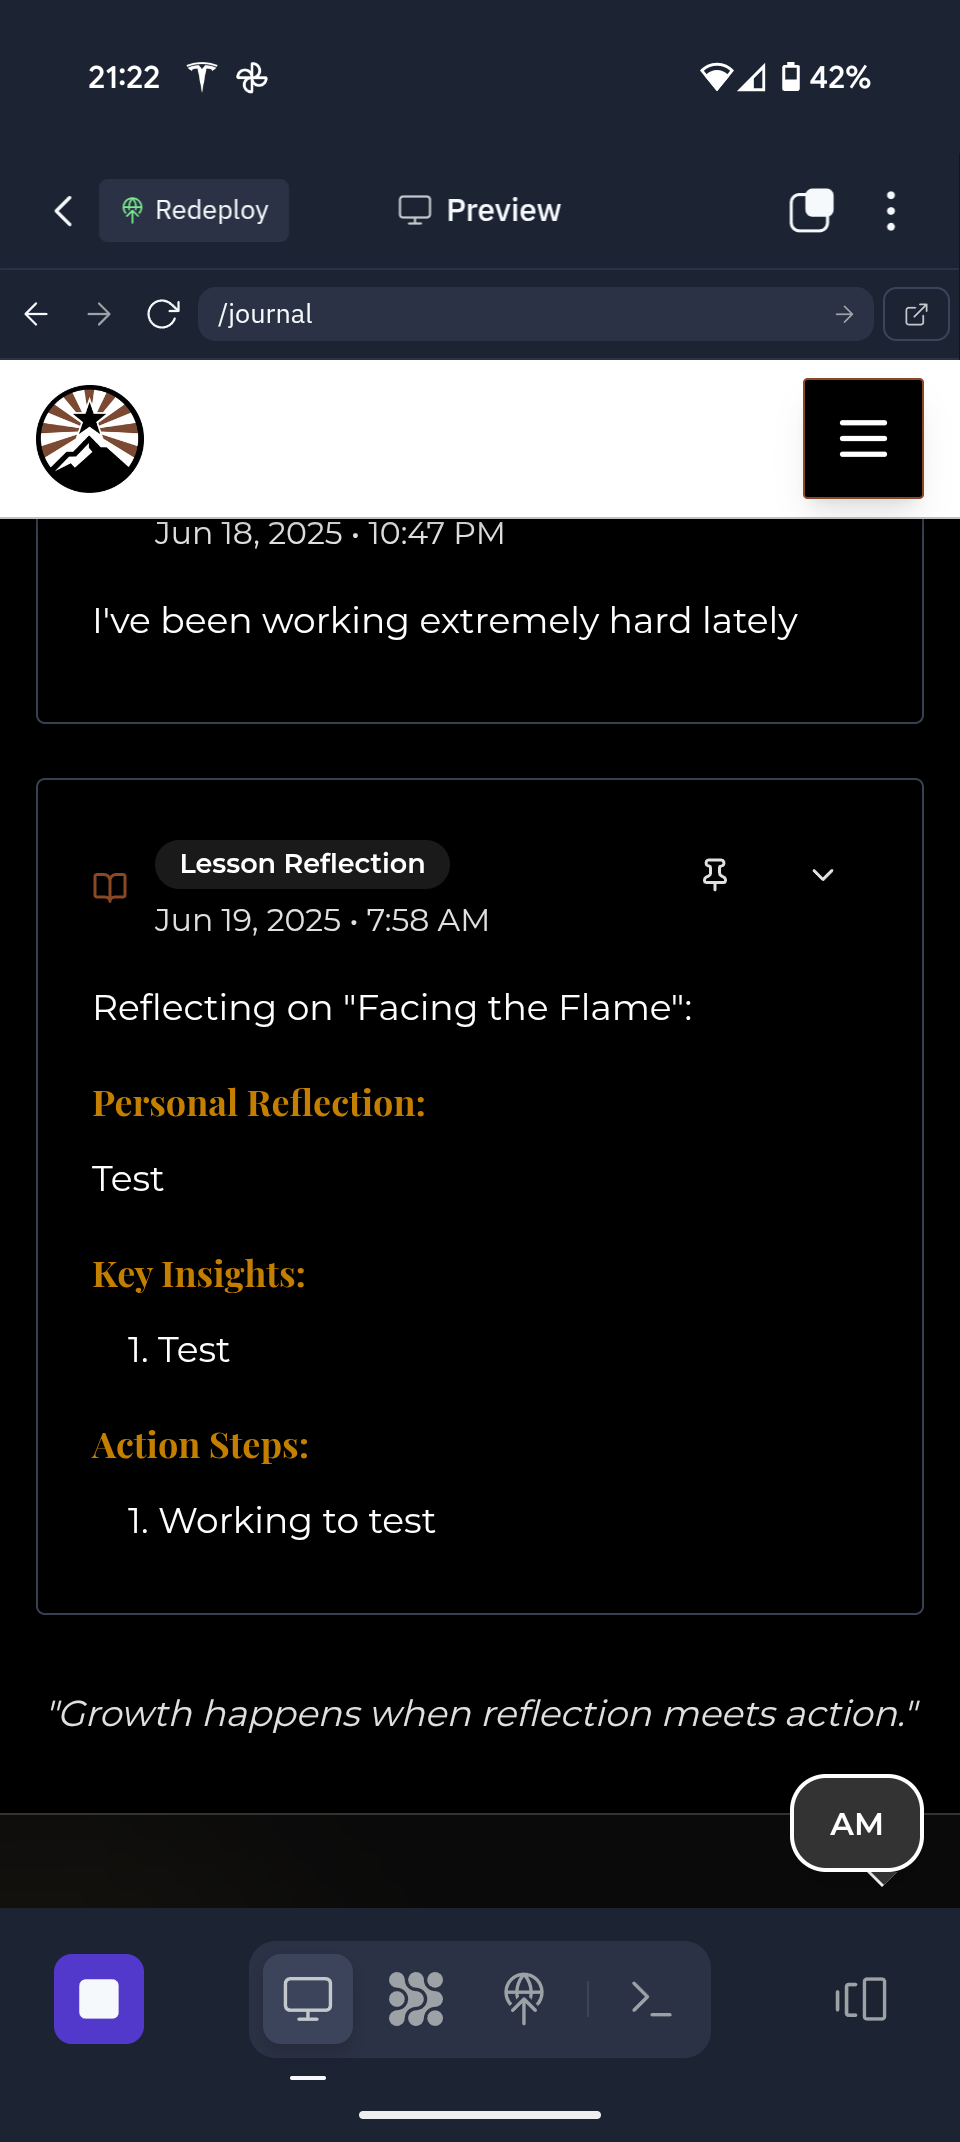 21:22
42%
Redeploy
Preview
/journal
Jun 18, 2025 • 10:47 PM
I've been working extremely hard lately
Lesson Reflection
Jun 19, 2025 • 7:58 AM
Reflecting on "Facing the Flame":
Personal Reflection:
Test
Key Insights:
1. Test
Action Steps:
1. Working to test
"Growth happens when reflection meets action."
AM